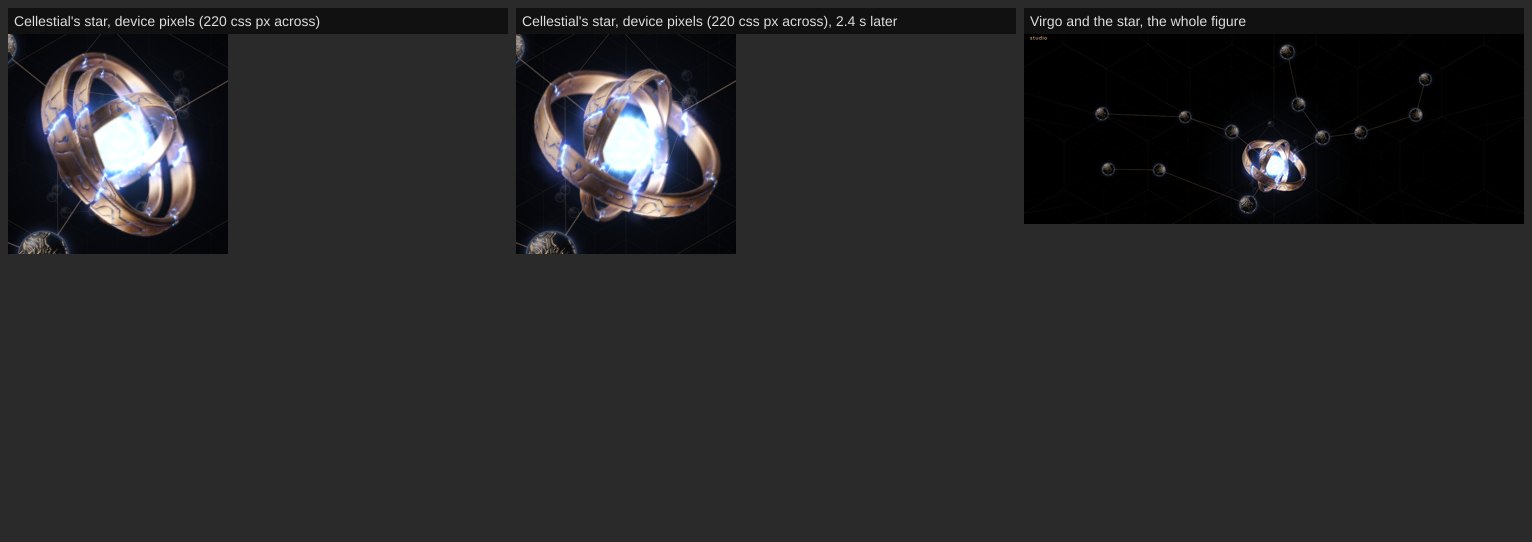 Cellestial's star, device pixels (220 css px across)
Cellestial's star, device pixels (220 css px across), 2.4 s later
Virgo and the star, the whole figure
studio